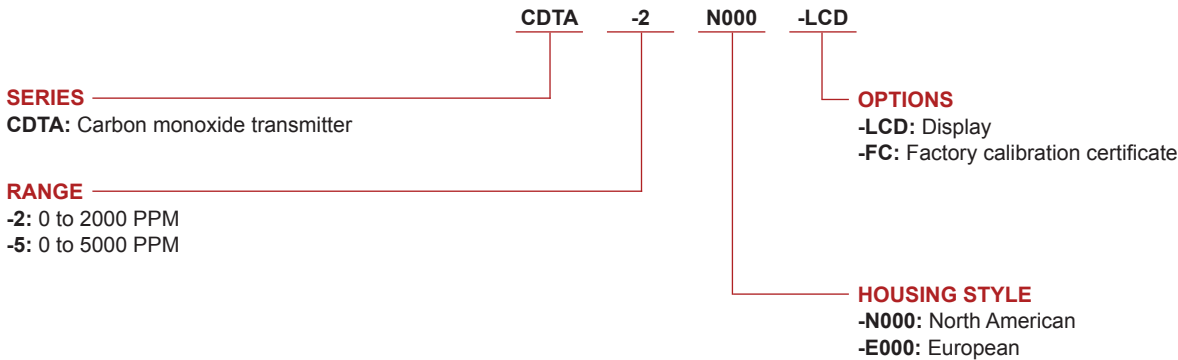 CDTA -2 N000 -LCD
SERIES
CDTA: Carbon monoxide transmitter
RANGE
-2: 0 to 2000 PPM
-5: 0 to 5000 PPM
OPTIONS
-LCD: Display
-FC: Factory calibration certificate
HOUSING STYLE
-N000: North American
-E000: European